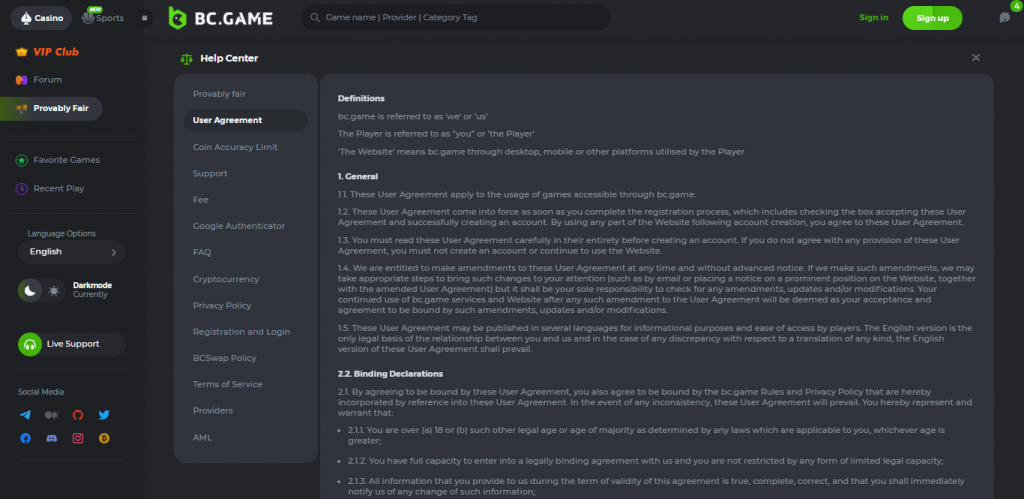 Casino
NEW
Sports
BC.GAME
Game name | Provider | Category Tag
Sign in
Sign up
4
VIP Club
Forum
Provably Fair
Favorite Games
Recent Play
Language Options
English
Darkmode
Currently
Live Support
Social Media
Help Center
Provably fair
User Agreement
Coin Accuracy Limit
Support
Fee
Google Authenticator
FAQ
Cryptocurrency
Privacy Policy
Registration and Login
BCSwap Policy
Terms of Service
Providers
AML
Definitions
bc.game is referred to as 'we' or 'us'
The Player is referred to as "you" or 'the Player'
'The Website' means bc.game through desktop, mobile or other platforms utilised by the Player
1. General
1.1. These User Agreement apply to the usage of games accessible through bc.game.
1.2. These User Agreement come into force as soon as you complete the registration process, which includes checking the box accepting these User
Agreement and successfully creating an account. By using any part of the Website following account creation, you agree to these User Agreement.
1.3. You must read these User Agreement carefully in their entirety before creating an account. If you do not agree with any provision of these User
Agreement, you must not create an account or continue to use the Website.
1.4. We are entitled to make amendments to these User Agreement at any time and without advanced notice. If we make such amendments, we may
take appropriate steps to bring such changes to your attention (such as by email or placing a notice on a prominent position on the Website, together
with the amended User Agreement) but it shall be your sole responsibility to check for any amendments, updates and/or modifications. Your
continued use of bc.game services and Website after any such amendment to the User Agreement will be deemed as your acceptance and
agreement to be bound by such amendments, updates and/or modifications.
1.5. These User Agreement may be published in several languages for informational purposes and ease of access by players. The English version is the
only legal basis of the relationship between you and us and in the case of any discrepancy with respect to a translation of any kind, the English
version of these User Agreement shall prevail.
2.2. Binding Declarations
2.1. By agreeing to be bound by these User Agreement, you also agree to be bound by the bc.game Rules and Privacy Policy that are hereby
incorporated by reference into these User Agreement. In the event of any inconsistency, these User Agreement will prevail. You hereby represent and
warrant that:
• 2.1.1. You are over (a) 18 or (b) such other legal age or age of majority as determined by any laws which are applicable to you, whichever age is
greater;
• 2.1.2. You have full capacity to enter into a legally binding agreement with us and you are not restricted by any form of limited legal capacity;
• 2.1.3. All information that you provide to us during the term of validity of this agreement is true, complete, correct, and that you shall immediately
notify us of any change of such information;